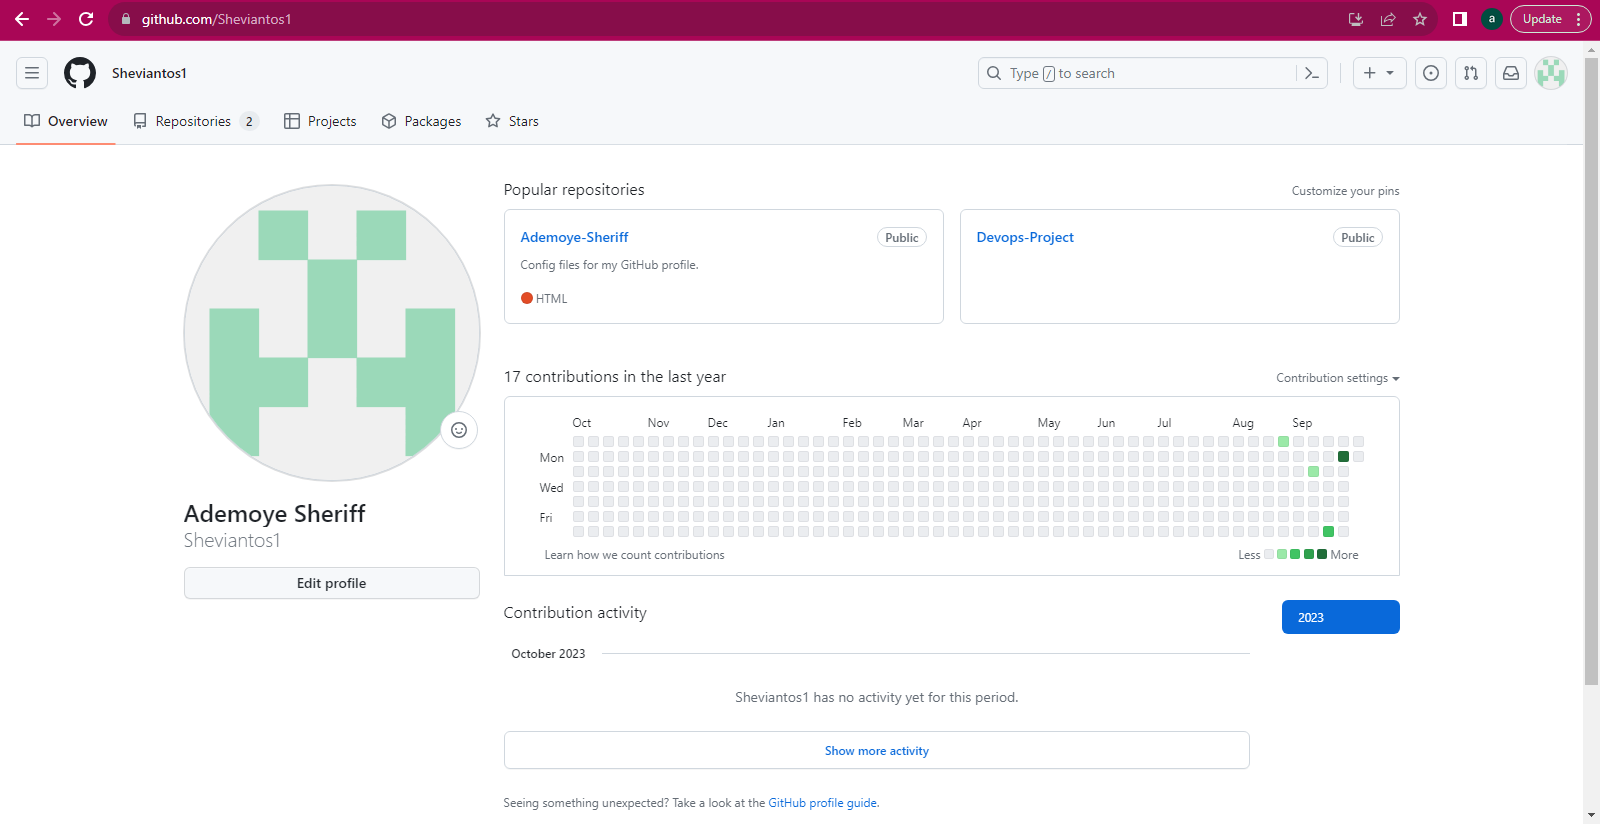 github.com/Sheviantos1
a
Update
Sheviantos1
Type / to search
Overview
Repositories 2
Projects
Packages
Stars
Popular repositories
Customize your pins
Ademoye-Sheriff
Public
Config files for my GitHub profile.
HTML
Devops-Project
Public
17 contributions in the last year
Contribution settings
Oct Nov Dec Jan Feb Mar Apr May Jun Jul Aug Sep
Mon
Wed
Fri
Learn how we count contributions
Less More
Ademoye Sheriff
Sheviantos1
Edit profile
Contribution activity
2023
October 2023
Sheviantos1 has no activity yet for this period.
Show more activity
Seeing something unexpected? Take a look at the GitHub profile guide.